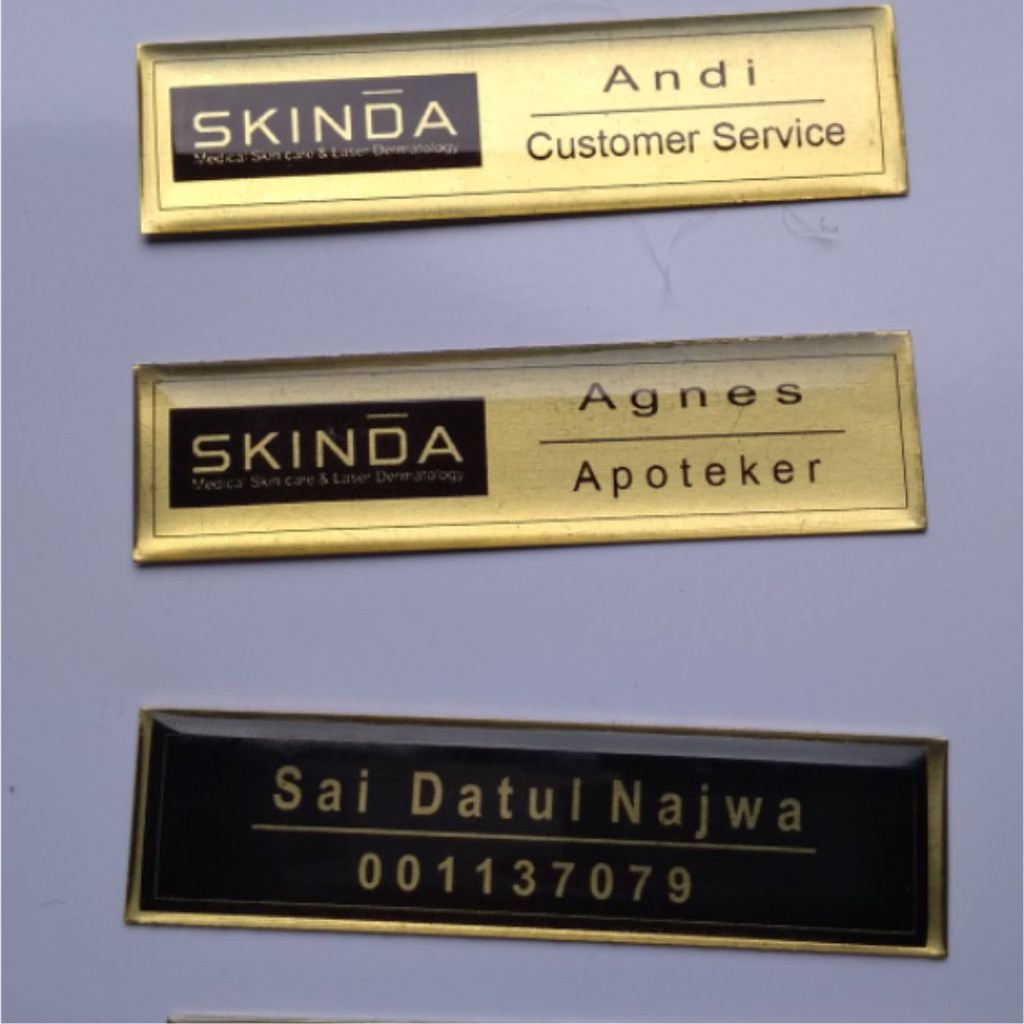 SKINDA
Medical Skin care & Laser Dermatology
Andi
Customer Service
SKINDA
Medical Skin care & Laser Dermatology
Agnes
Apoteker
Sai Datul Najwa
001137079